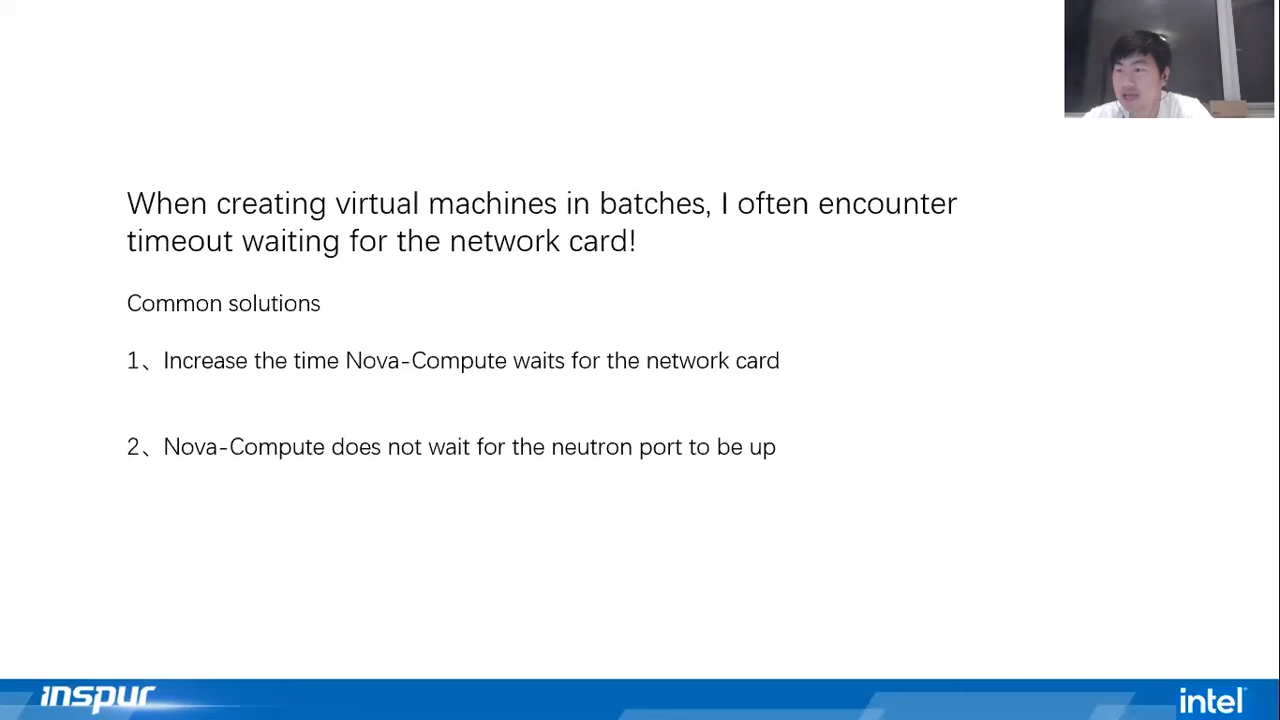 When creating virtual machines in batches, I often encounter
timeout waiting for the network card!
Common solutions
1、Increase the time Nova-Compute waits for the network card
2、Nova-Compute does not wait for the neutron port to be up
inspur
intel